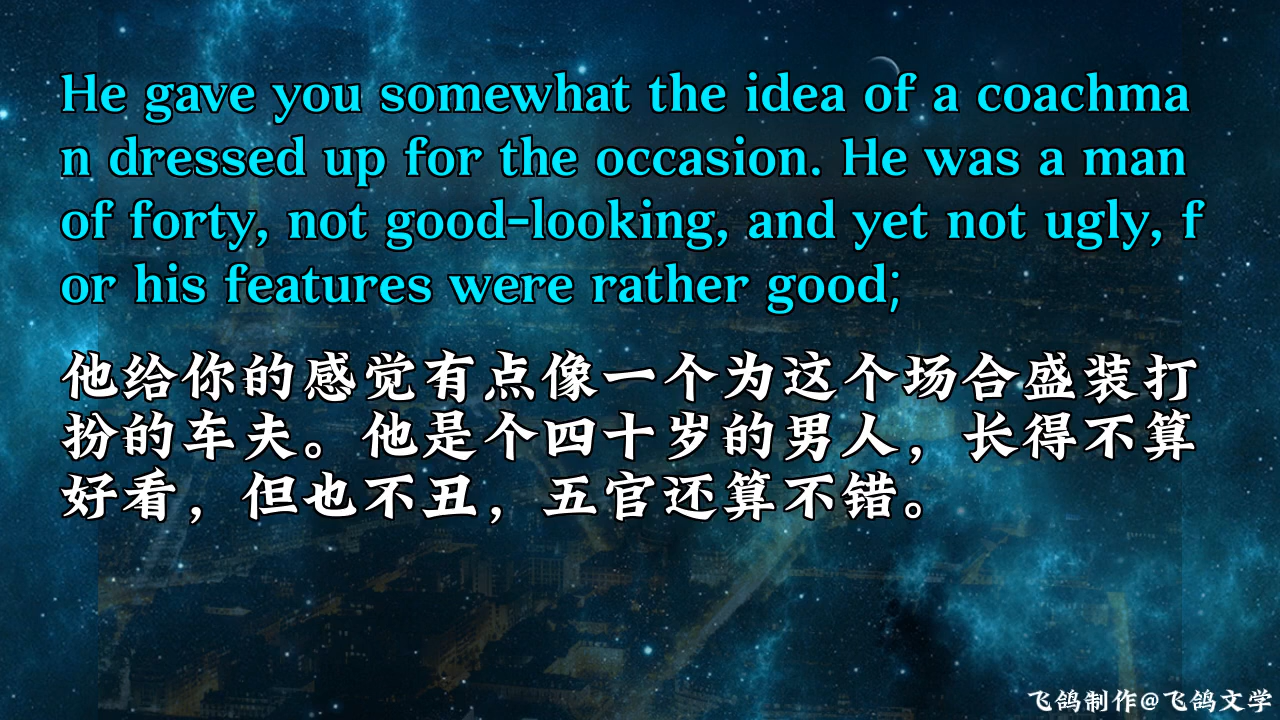 He gave you somewhat the idea of a coachma
n dressed up for the occasion. He was a man
of forty, not good-looking, and yet not ugly, f
or his features were rather good;
他给你的感觉有点像一个为这个场合盛装打
扮的车夫。他是个四十岁的男人，长得不算
好看，但也不丑，五官还算不错。
飞鸽制作@飞鸽文学